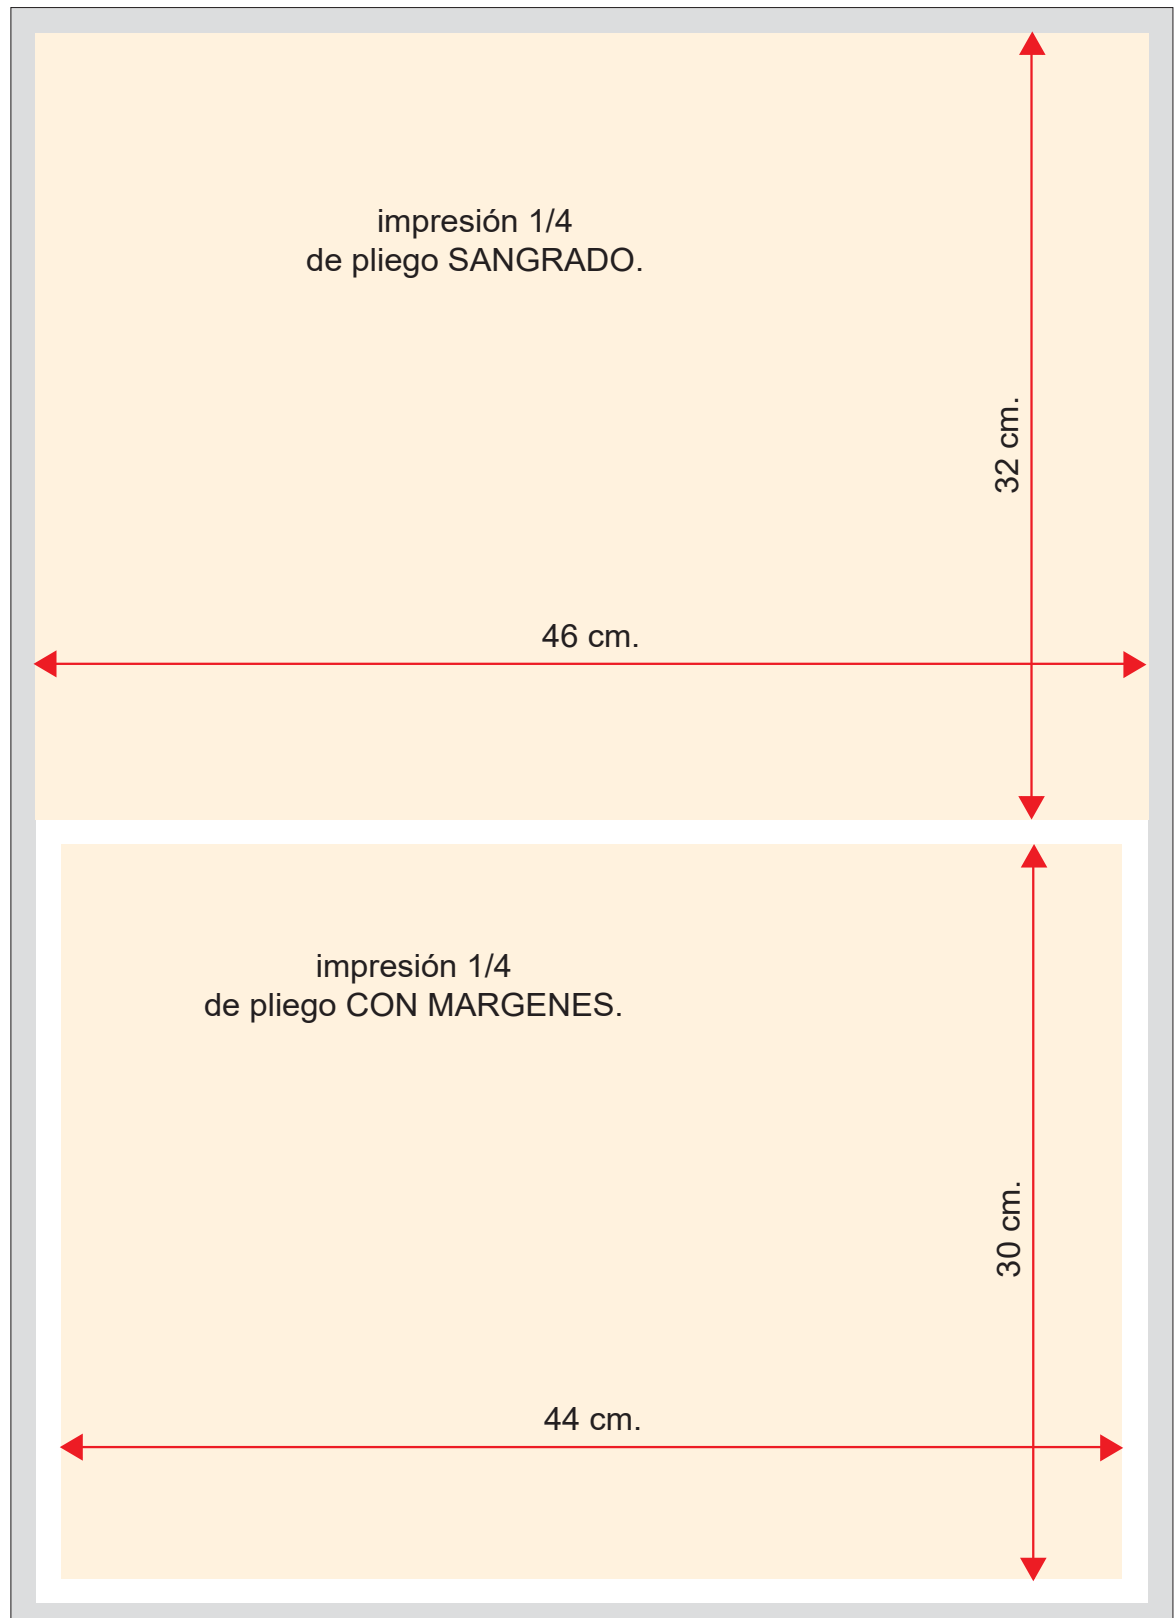 impresión 1/4
de pliego SANGRADO.
32 cm.
46 cm.
impresión 1/4
de pliego CON MARGENES.
30 cm.
44 cm.